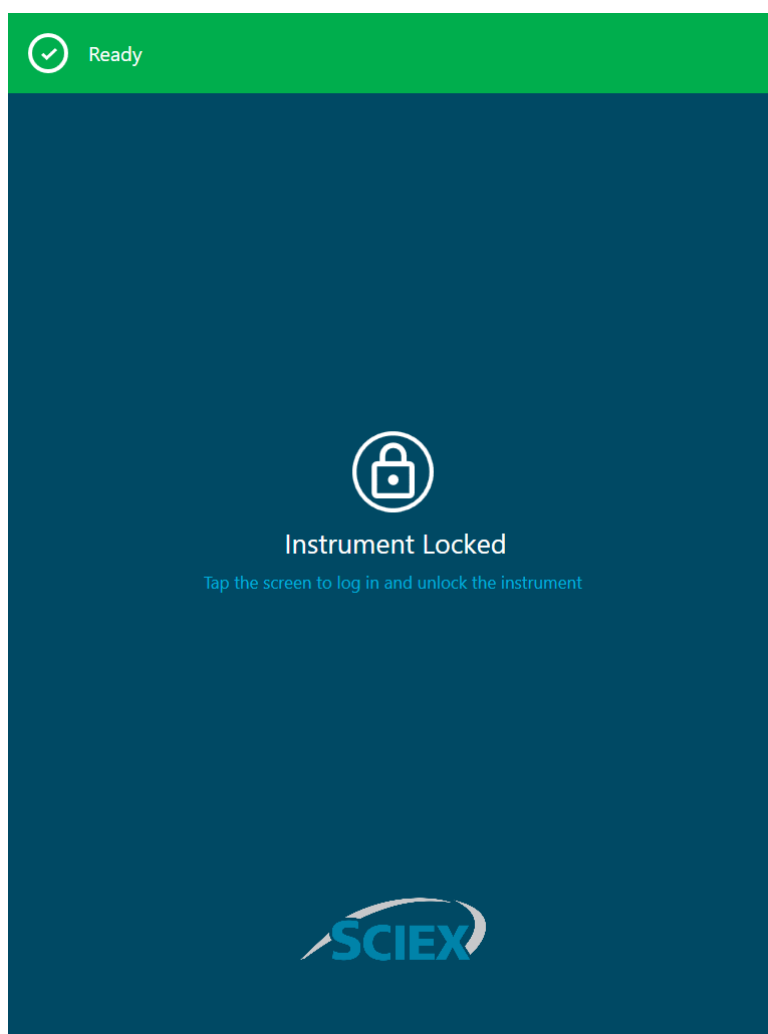 Ready
Instrument Locked
Tap the screen to log in and unlock the instrument
SCIEX